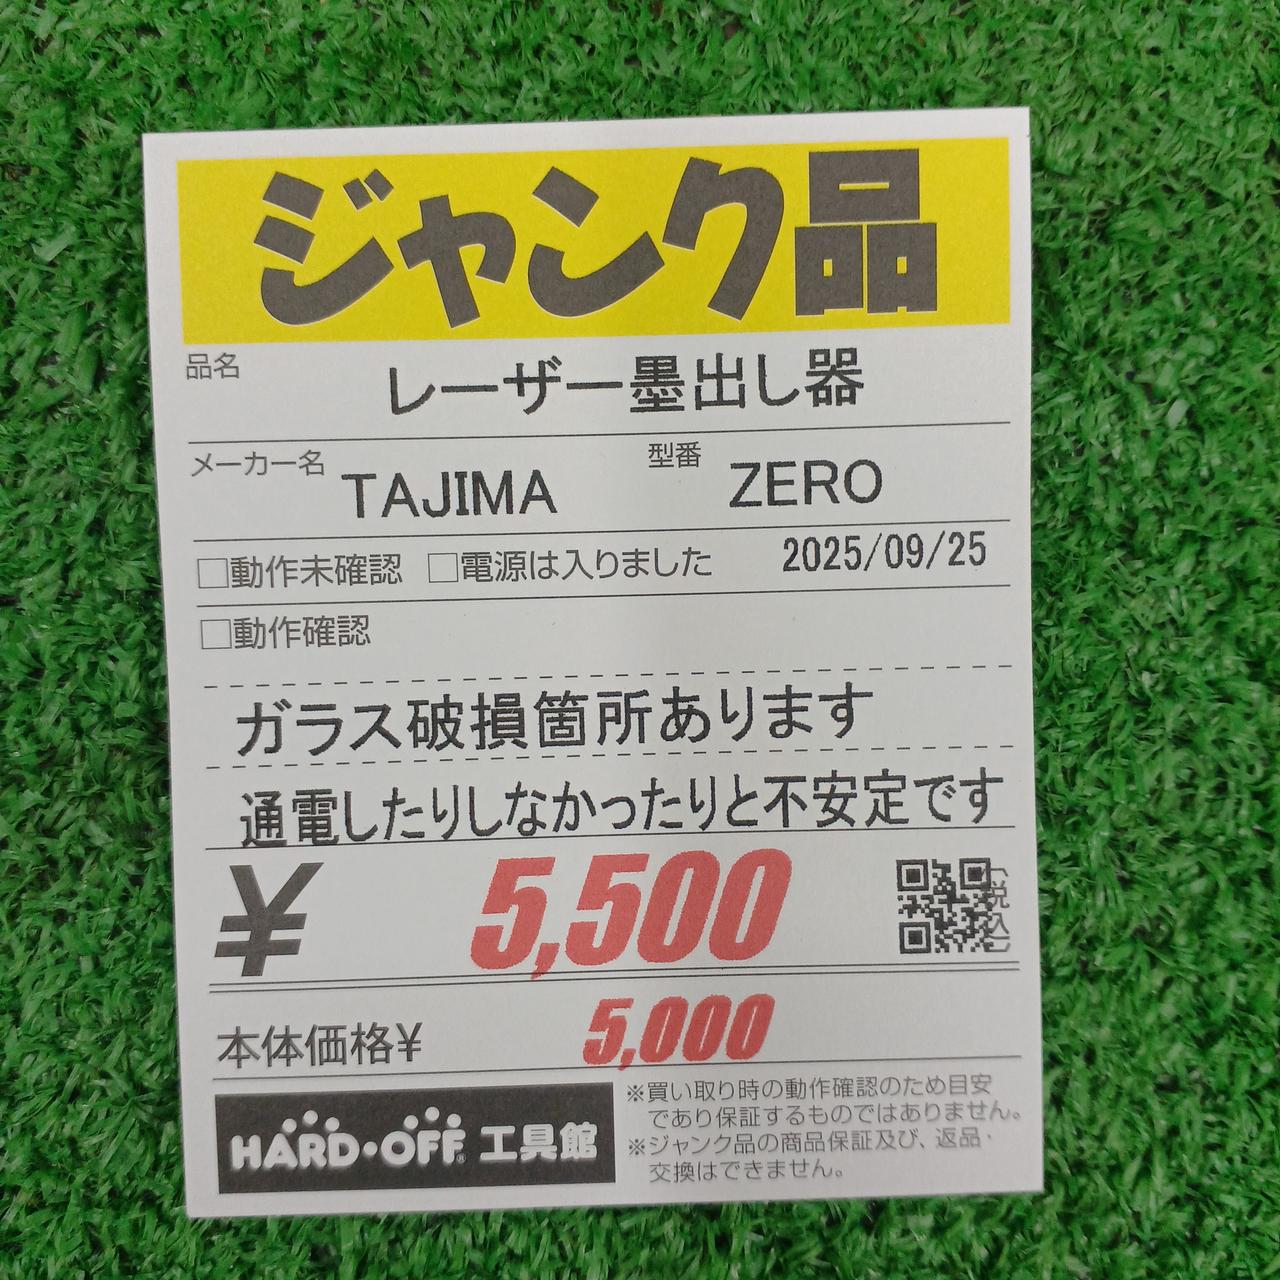 ジャンク品
品名 レーザー墨出し器
メーカー名 TAJIMA 型番 ZERO
□動作未確認 □電源は入りました 2025/09/25
□動作確認
ガラス破損箇所あります
通電したりしなかったりと不安定です
¥ 5,500 (税込)
本体価格¥ 5,000
HARD・OFF® 工具館
※買い取り時の動作確認のため目安
であり保証するものではありません。
※ジャンク品の商品保証及び、返品・
交換はできません。